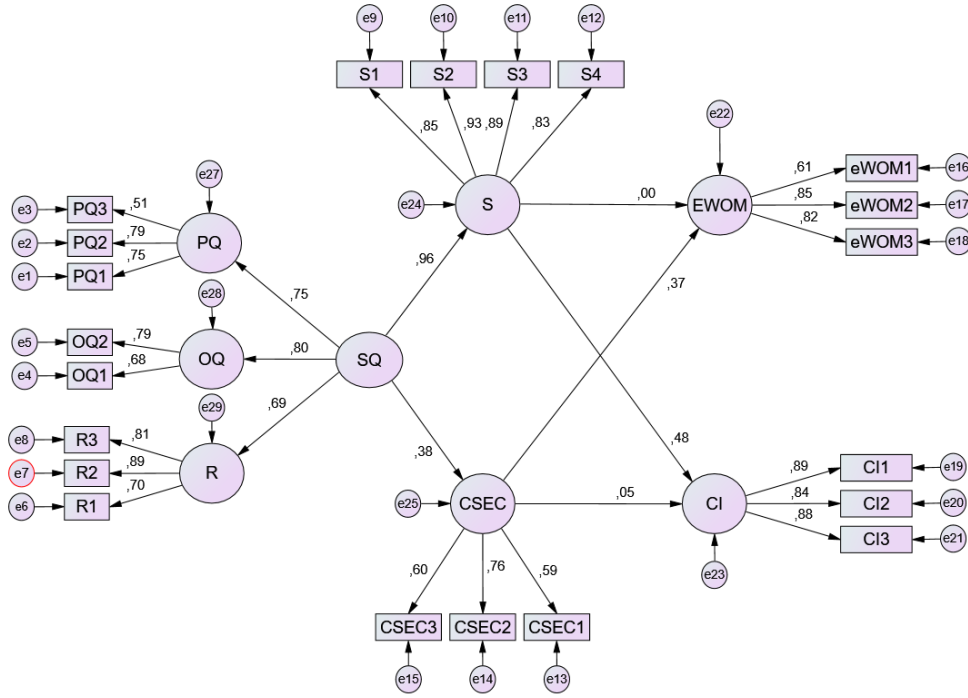 e9 e10 e11 e12
S1 S2 S3 S4
,85 ,93 ,89 ,83
e22
e27
e3 PQ3 ,51
e2 PQ2 ,79 PQ
e1 PQ1 ,75
e24 S ,00 EWOM
,61 eWOM1 e16
,85 eWOM2 e17
,82 eWOM3 e18
,96
,37
,75
e28
e5 OQ2 ,79
e4 OQ1 ,68
OQ ,80 SQ
e29
,69
e8 R3 ,81
e7 R2 ,89 R
e6 R1 ,70
,38
,48
e25 CSEC ,05 CI
,89 CI1 e19
,84 CI2 e20
,88 CI3 e21
e23
,60 ,76 ,59
CSEC3 CSEC2 CSEC1
e15 e14 e13